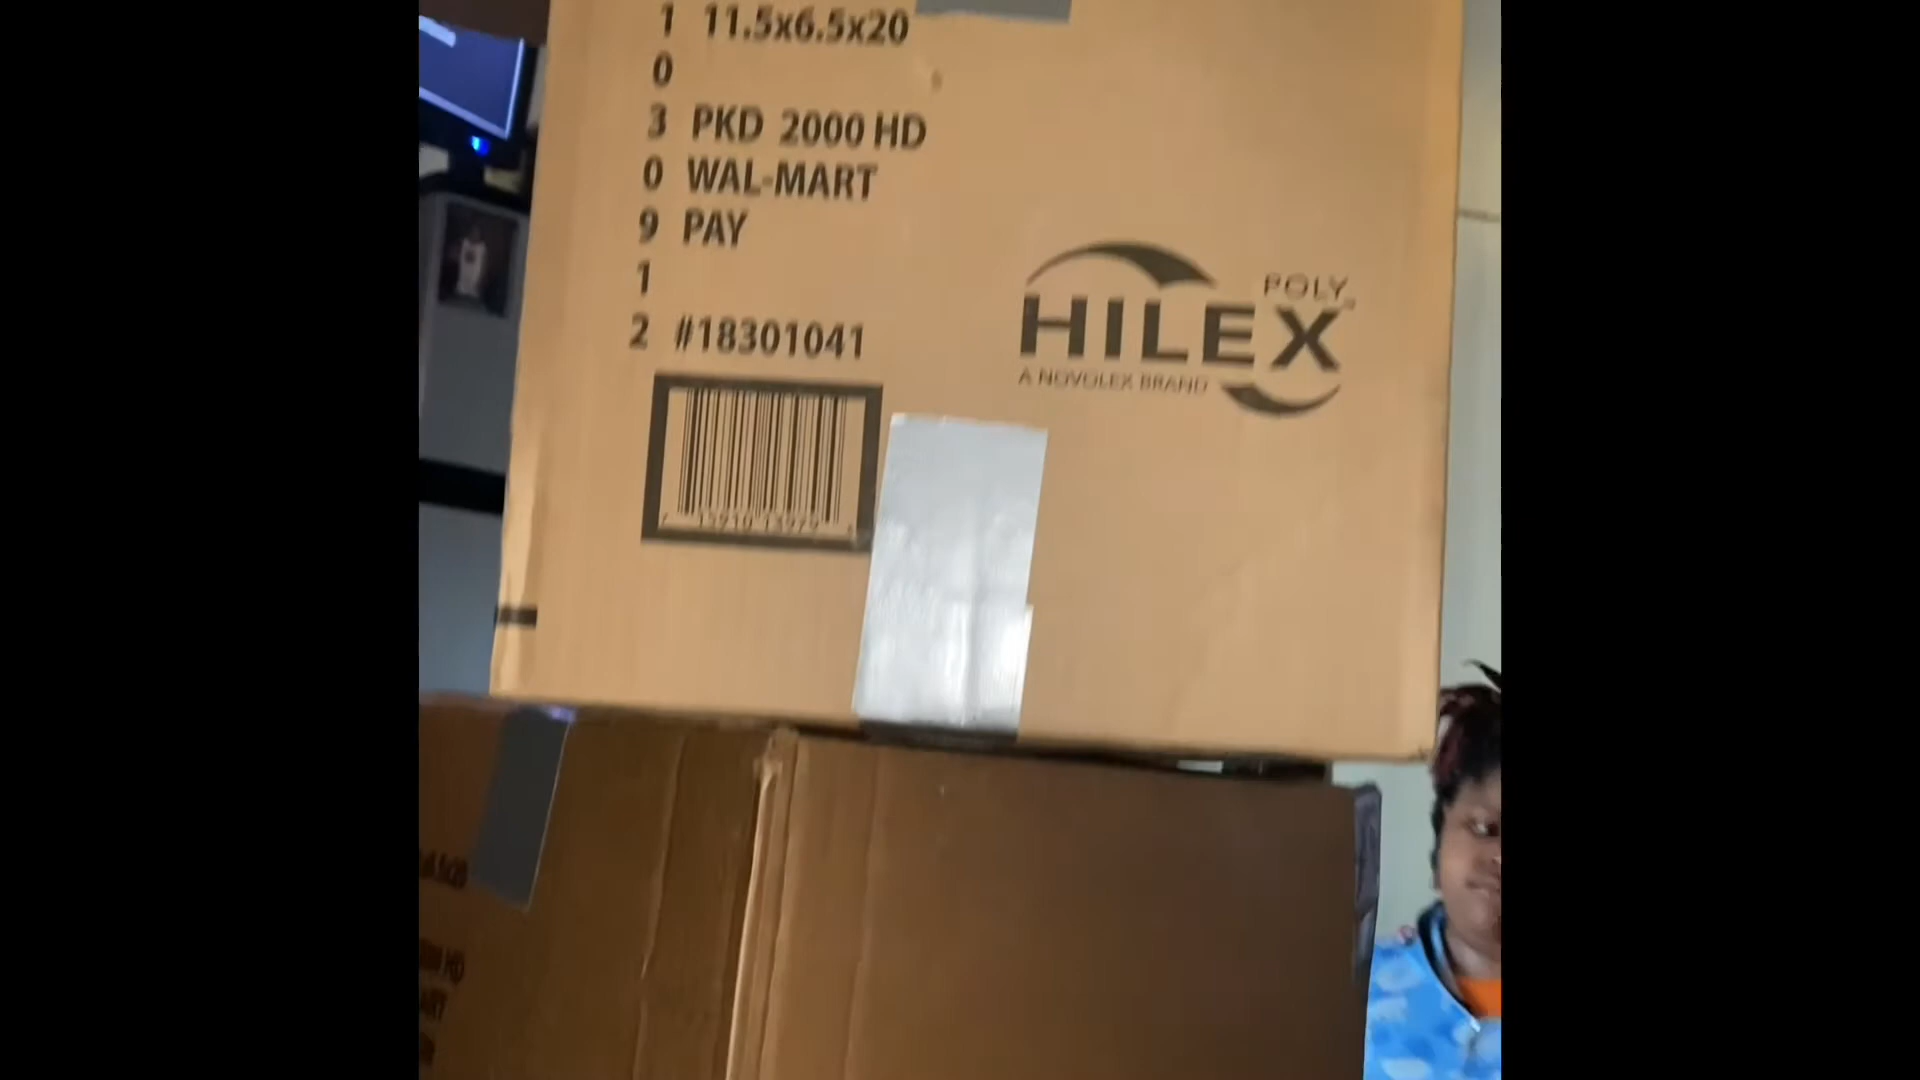 1 11.5x6.5x20
0
3 PKD 2000 HD
0 WAL-MART
9 PAY
1
2 #18301041
POLY
HILEX
A NOVOLEX BRAND
HD